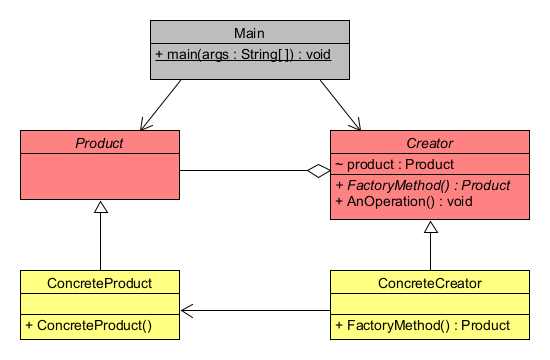 Main
+ main(args : String[]) : void
Product
Creator
~ product : Product
+ FactoryMethod() : Product
+ AnOperation() : void
ConcreteProduct
+ ConcreteProduct()
ConcreteCreator
+ FactoryMethod() : Product